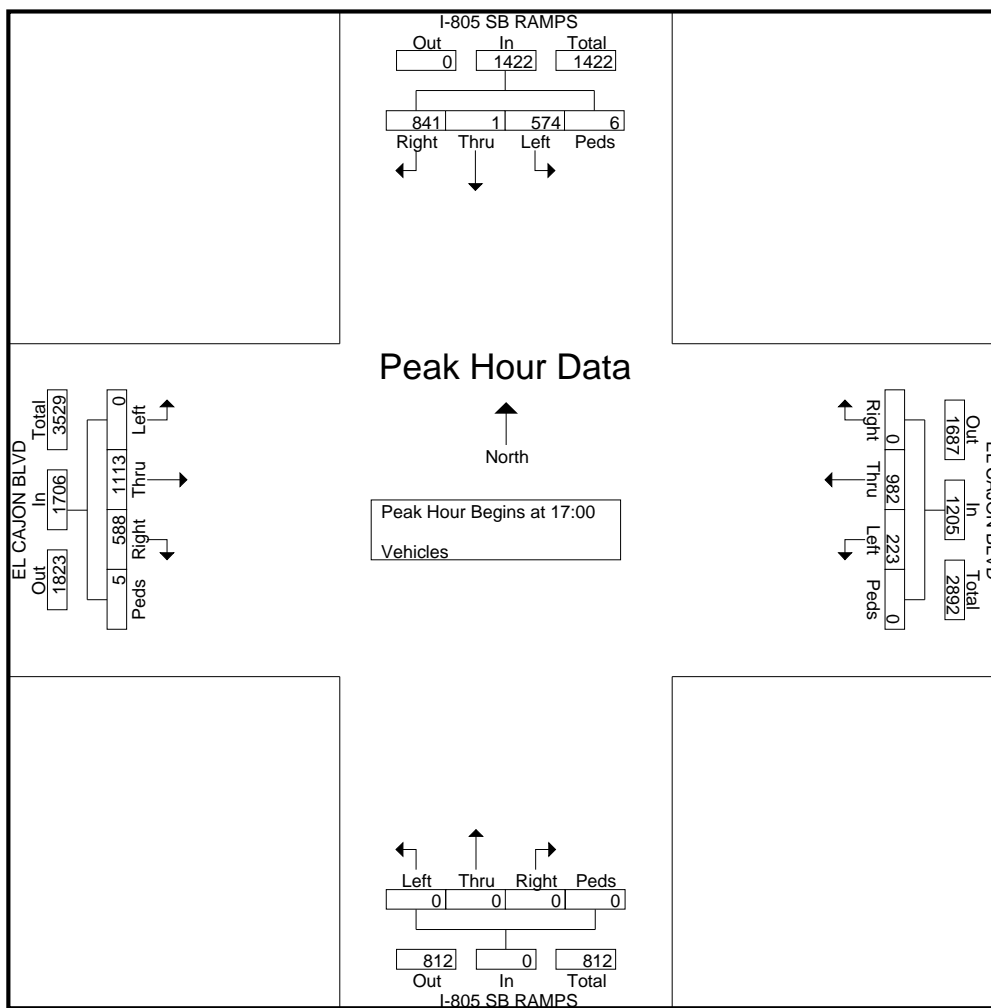 I-805 SB RAMPS
Out In Total
0 1422 1422
841 1 574 6
Right Thru Left Peds
Peak Hour Data
North
Peak Hour Begins at 17:00
Vehicles
EL CAJON BLVD
Total In Out
3529 1706 1823
0 1113 588 5
Left Thru Right Peds
EL CAJON BLVD
Out In Total
1687 1205 2892
0 982 223 0
Right Thru Left Peds
Left Thru Right Peds
0 0 0 0
812 0 812
Out In Total
I-805 SB RAMPS